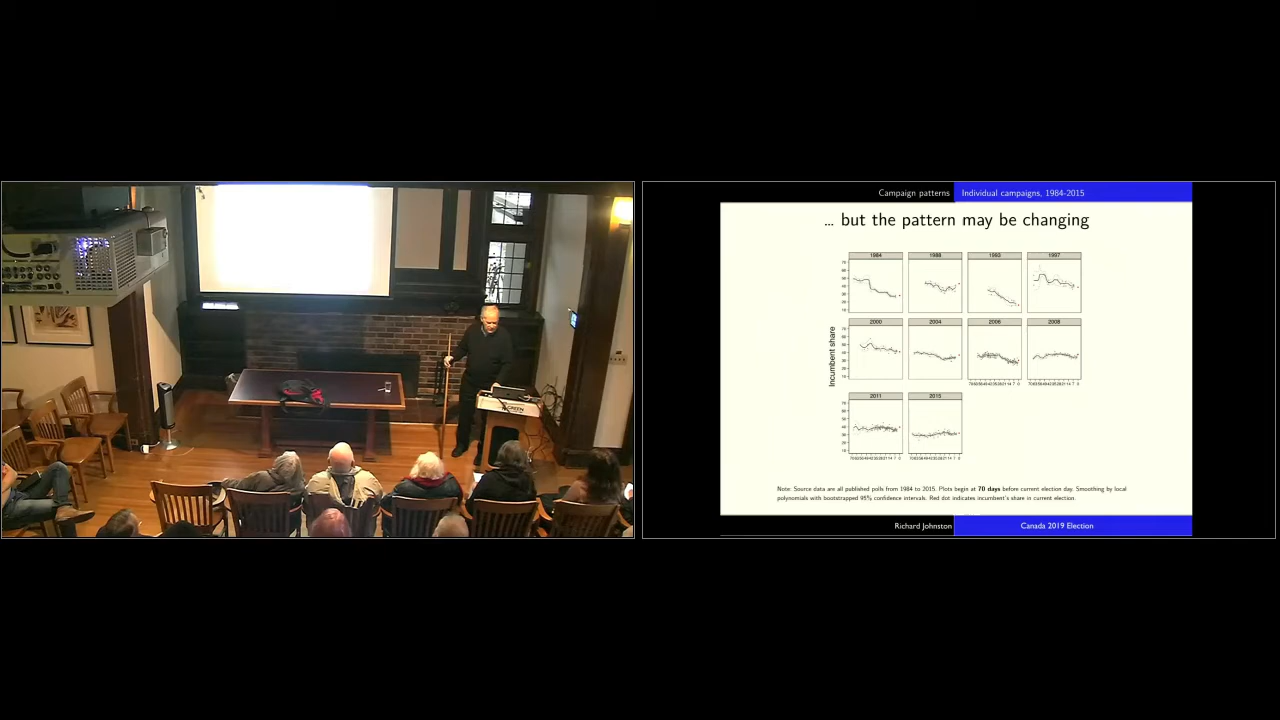 Campaign patterns
Individual campaigns, 1984-2015
... but the pattern may be changing
1984 1988 1993 1997
2000 2004 2006 2008
2011 2015
Incumbent share
Note: Source data are all published polls from 1984 to 2015. Plots begin at 70 days before current election day. Smoothing by local
polynomials with bootstrapped 95% confidence intervals. Red dot indicates incumbent's share in current election.
Richard Johnston
Canada 2019 Election
GREEN